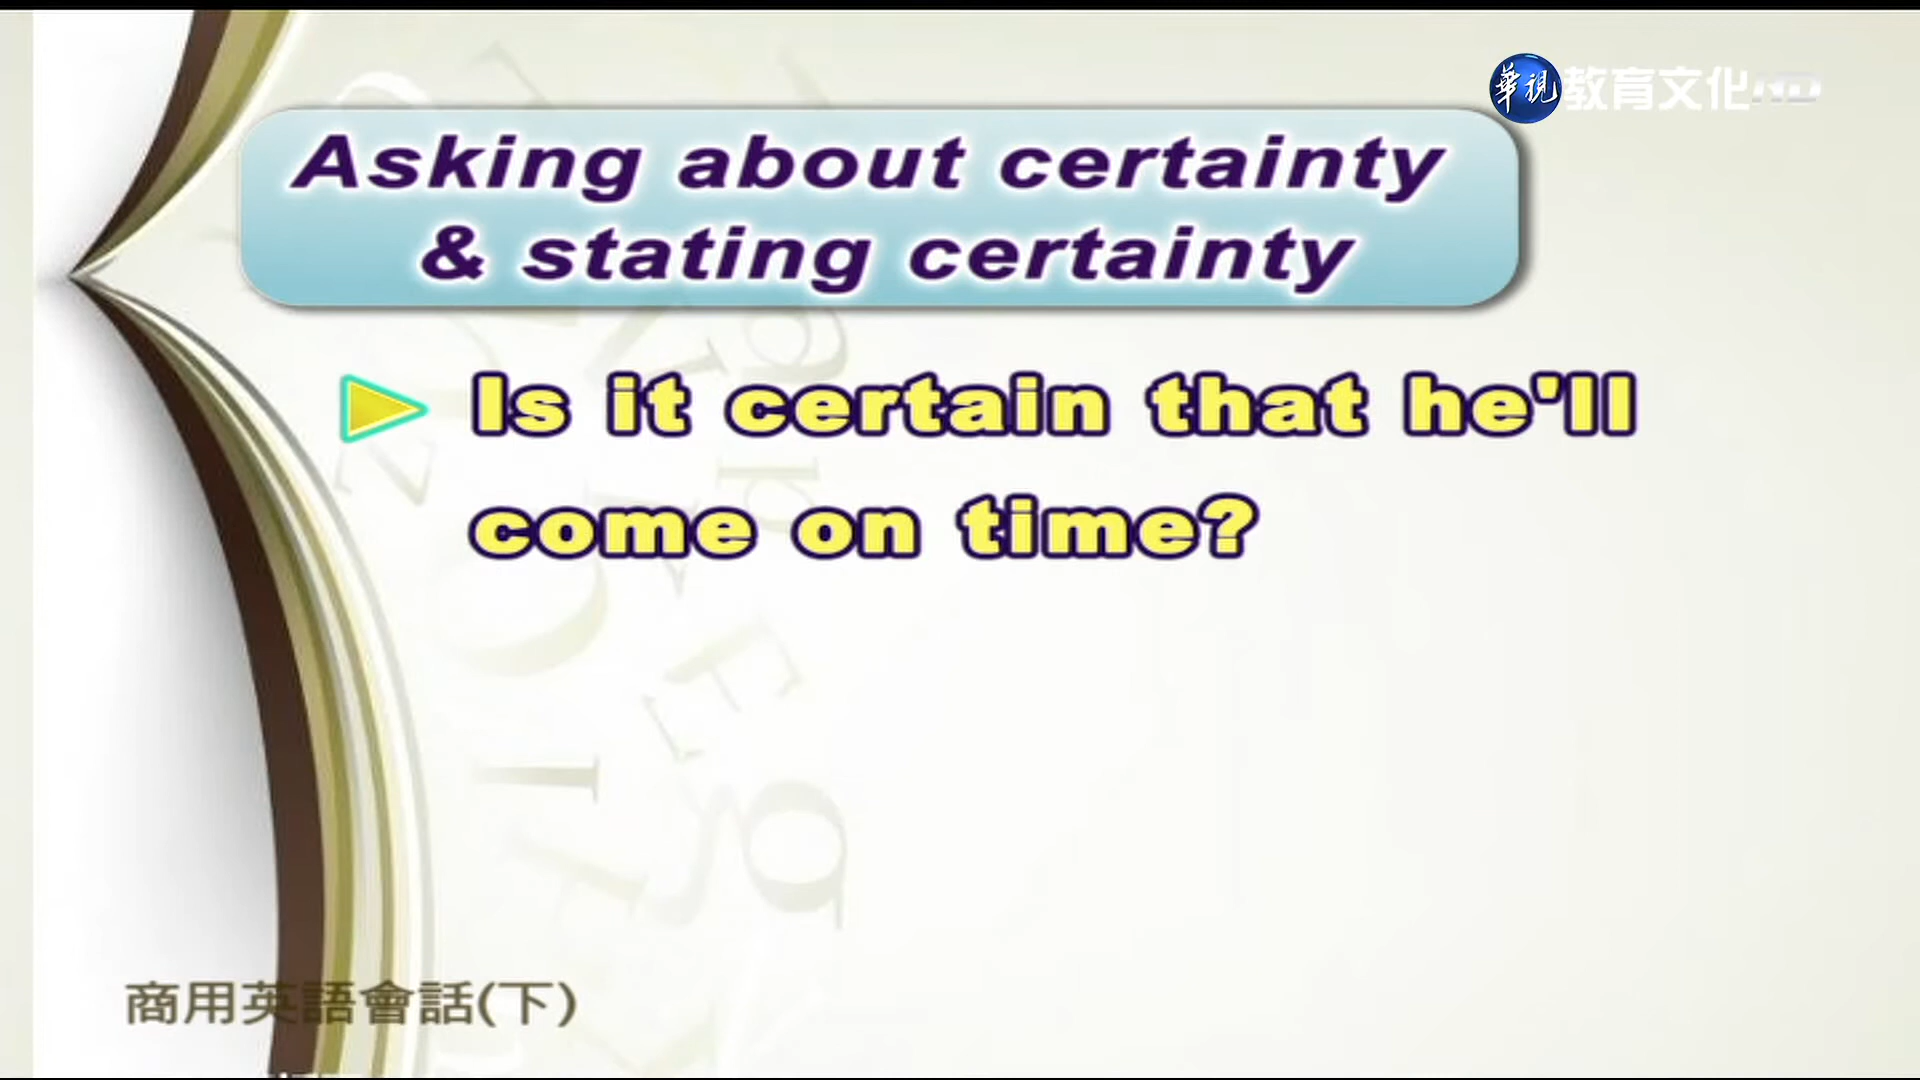 華視 教育文化 HD
Asking about certainty
& stating certainty
Is it certain that he'll
come on time?
商用英語會話(下)